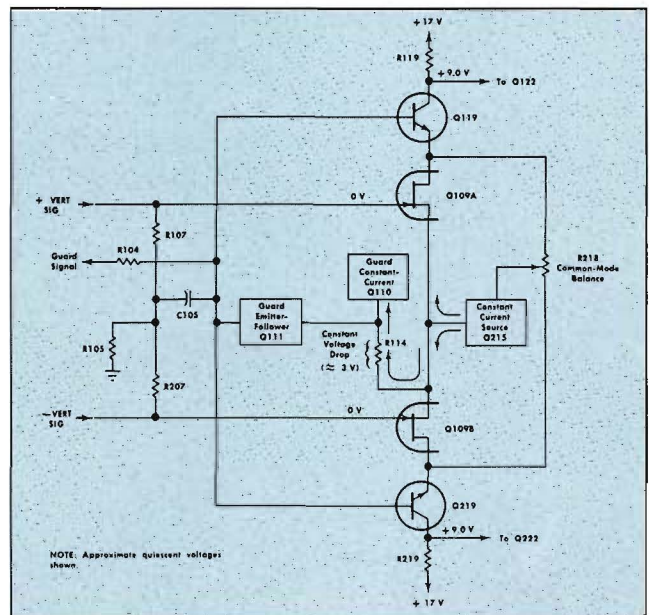 +17 V
R119
+9.0 V
To Q122
Q119
+ VERT
SIG
0 V
Q109A
R107
R104
Guard
Signal
Guard
Constant-
Current
Q110
R218
Common-Mode
Balance
C105
Guard
Emitter-
Follower
Q111
Constant
Voltage
Drop
(≈ 3 V)
R114
Constant
Current
Source
Q215
R105
R207
−VERT
SIG
0 V
Q109B
Q219
+9.0 V
To Q222
R219
+17 V
NOTE: Approximate quiescent voltages
shown.